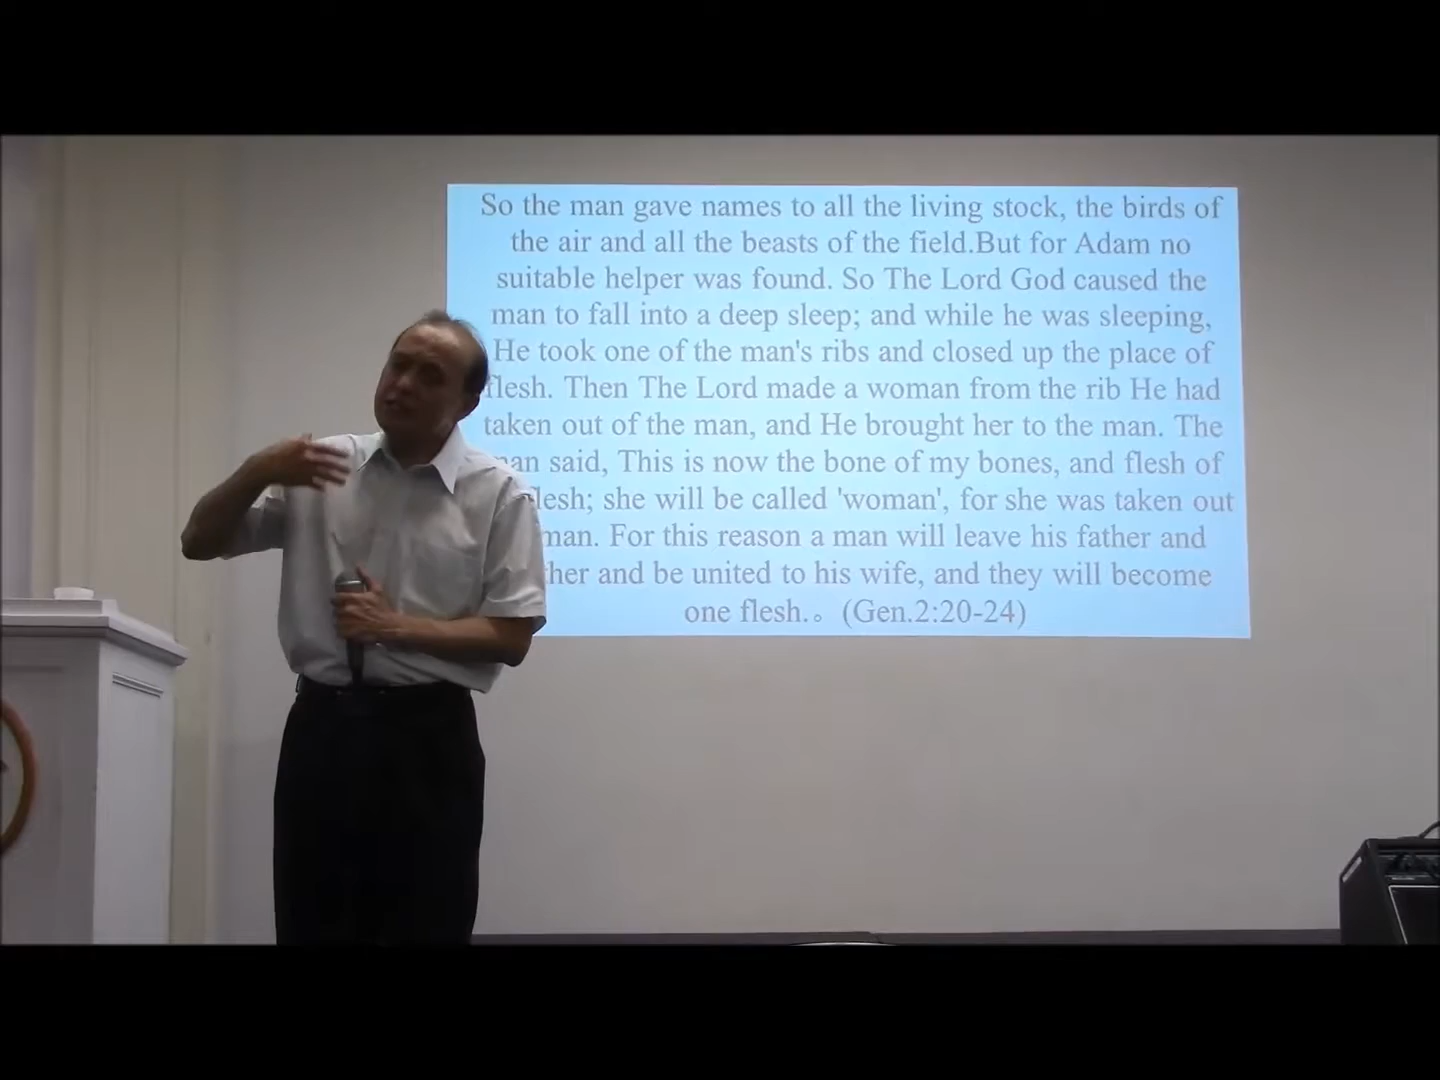 So the man gave names to all the living stock, the birds of
the air and all the beasts of the field.But for Adam no
suitable helper was found. So The Lord God caused the
man to fall into a deep sleep; and while he was sleeping,
He took one of the man's ribs and closed up the place of
flesh. Then The Lord made a woman from the rib He had
taken out of the man, and He brought her to the man. The
said, This is now the bone of my bones, and flesh of
flesh; she will be called 'woman', for she was taken out
man. For this reason a man will leave his father and
and be united to his wife, and they will become
one flesh.。 (Gen.2:20-24)